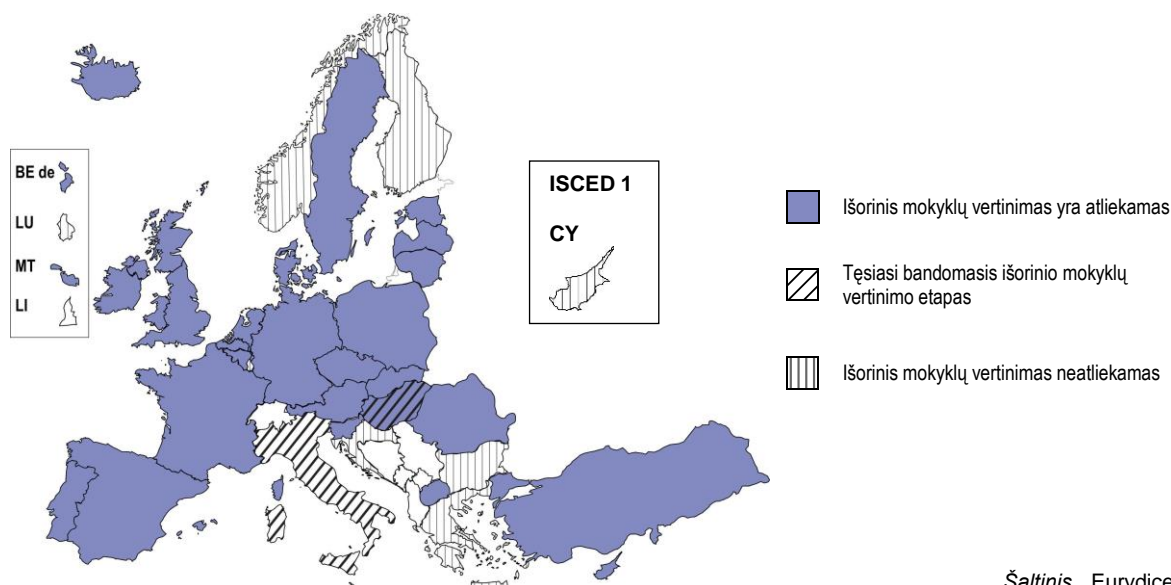 BE de
LU
MT
LI
ISCED 1
CY
Išorinis mokyklų vertinimas yra atliekamas
Tęsiasi bandomasis išorinio mokyklų
vertinimo etapas
Išorinis mokyklų vertinimas neatliekamas
Šaltinis. Eurydice